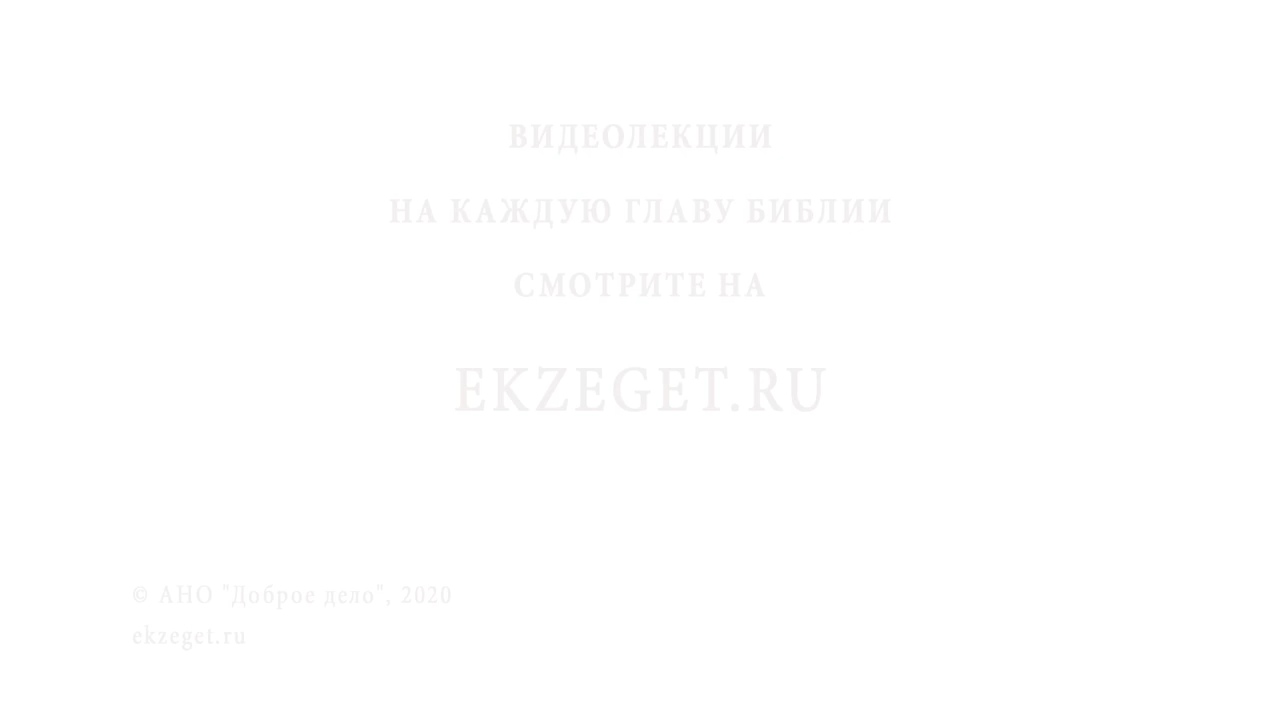 ВИДЕОЛЕКЦИИ
НА КАЖДУЮ ГЛАВУ БИБЛИИ
СМОТРИТЕ НА
EKZEGET.RU
© АНО "Доброе дело", 2020
ekzeget.ru